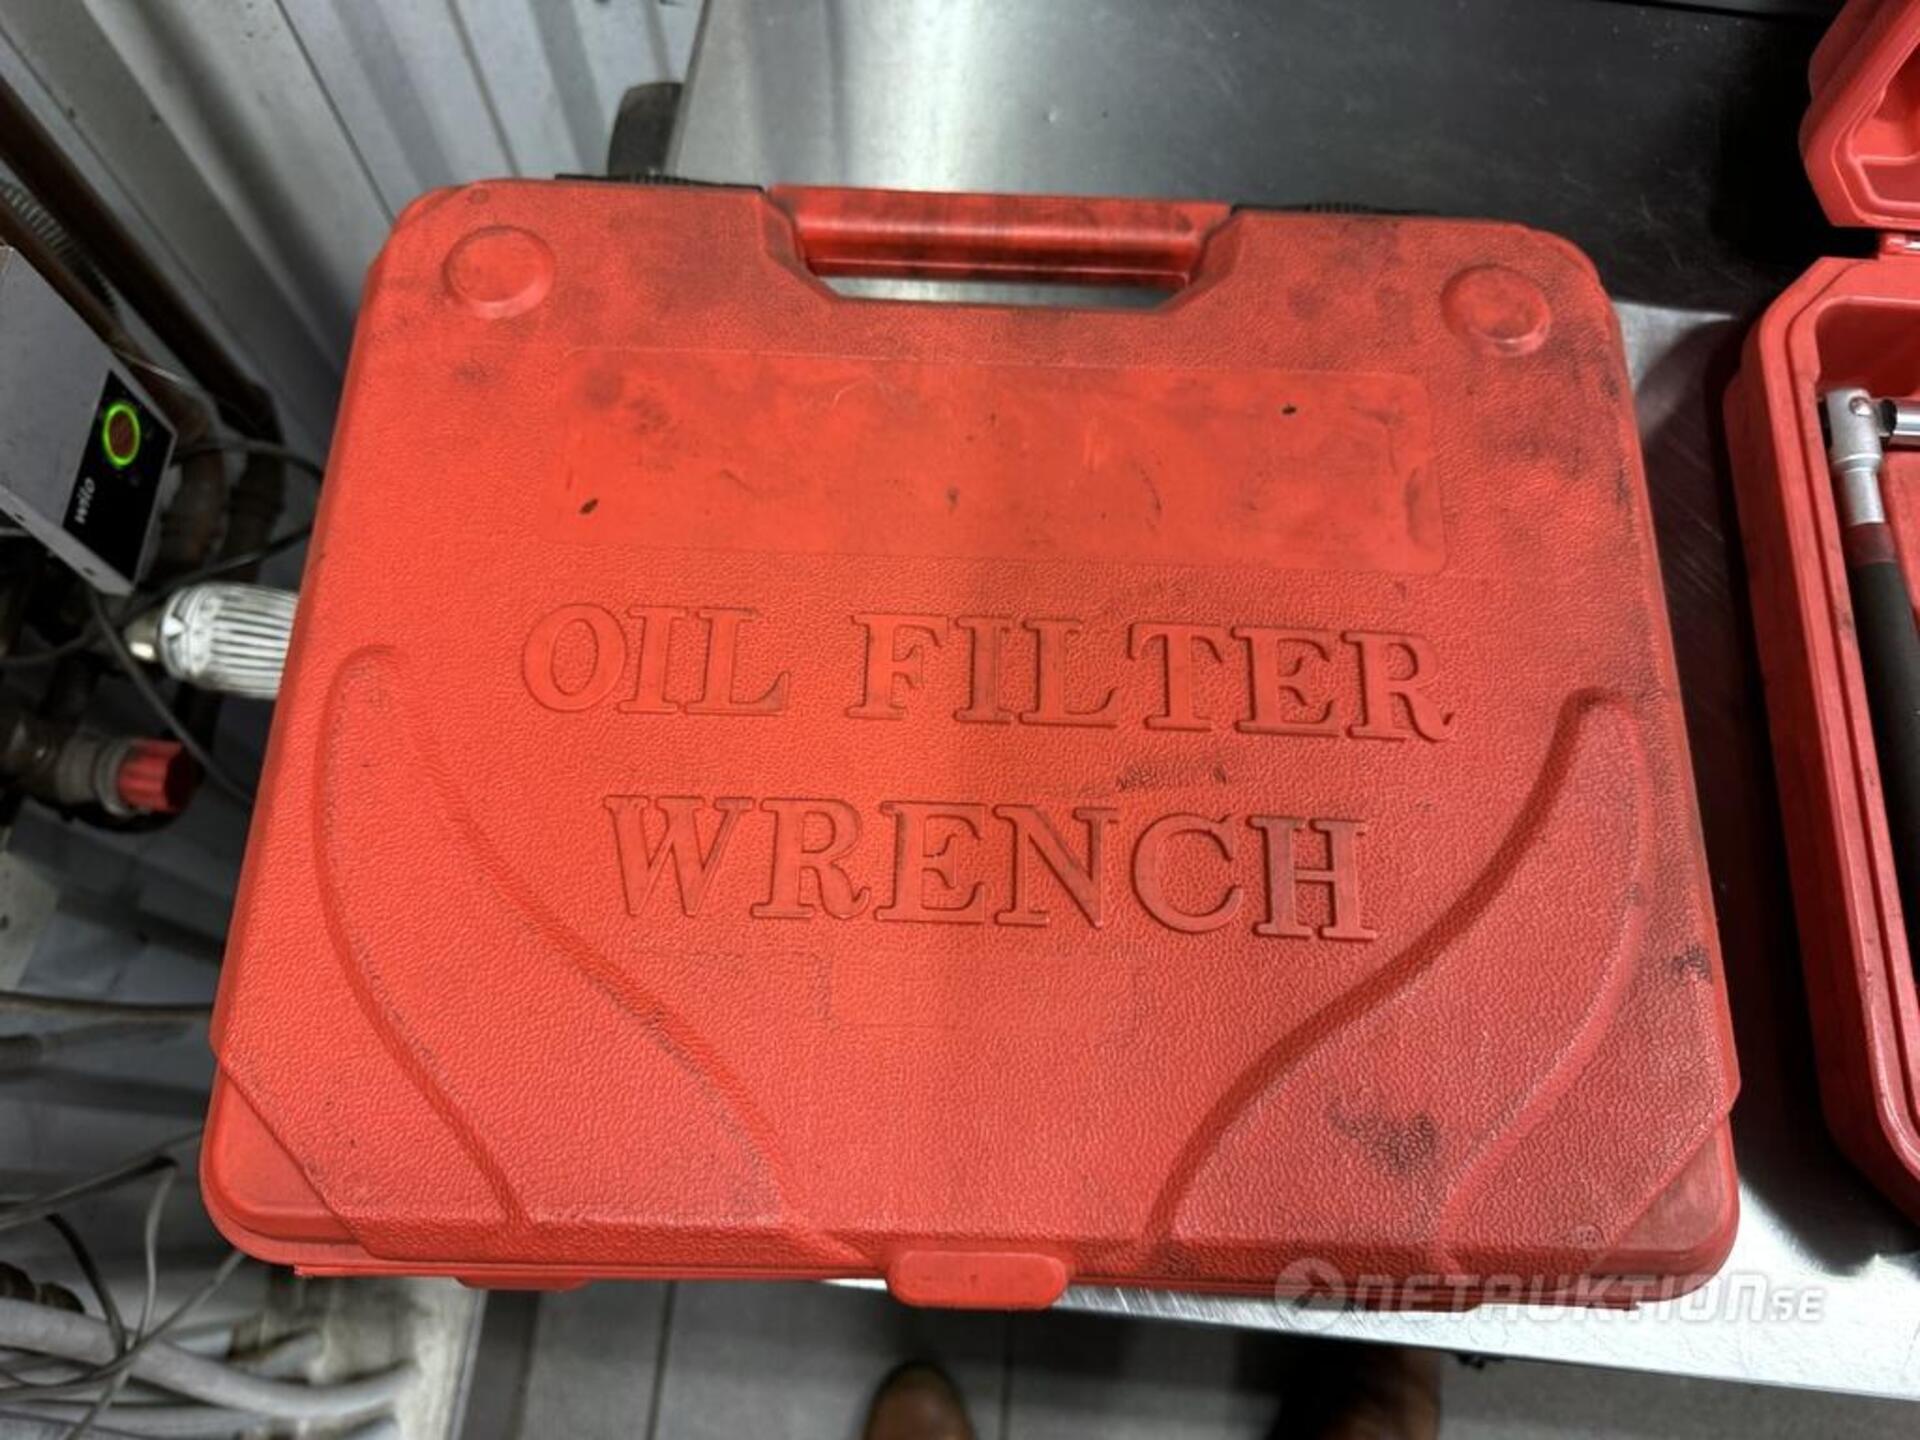 OIL FILTER
WRENCH
wilo
NETAUKTION.SE